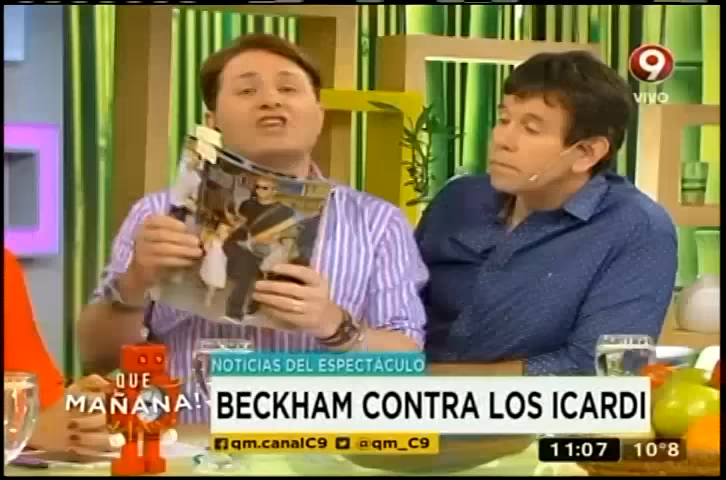 9
VIVO
NOTICIAS DEL ESPECTÁCULO
QUE
MAÑANA!
BECKHAM CONTRA LOS ICARDI
qm.canalC9 @qm_C9
11:07 10°8